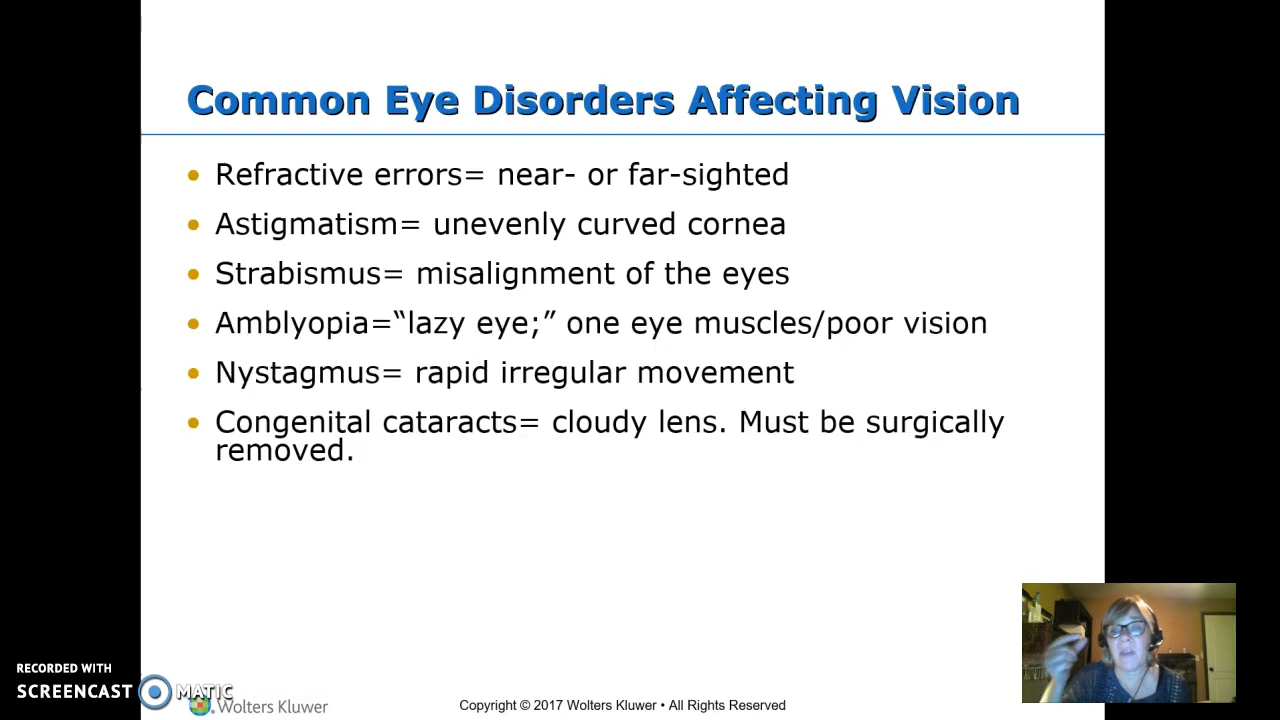 Common Eye Disorders Affecting Vision
• Refractive errors= near- or far-sighted
• Astigmatism= unevenly curved cornea
• Strabismus= misalignment of the eyes
• Amblyopia=“lazy eye;” one eye muscles/poor vision
• Nystagmus= rapid irregular movement
• Congenital cataracts= cloudy lens. Must be surgically
removed.
RECORDED WITH
SCREENCAST MATIC
Wolters Kluwer
Copyright © 2017 Wolters Kluwer • All Rights Reserved